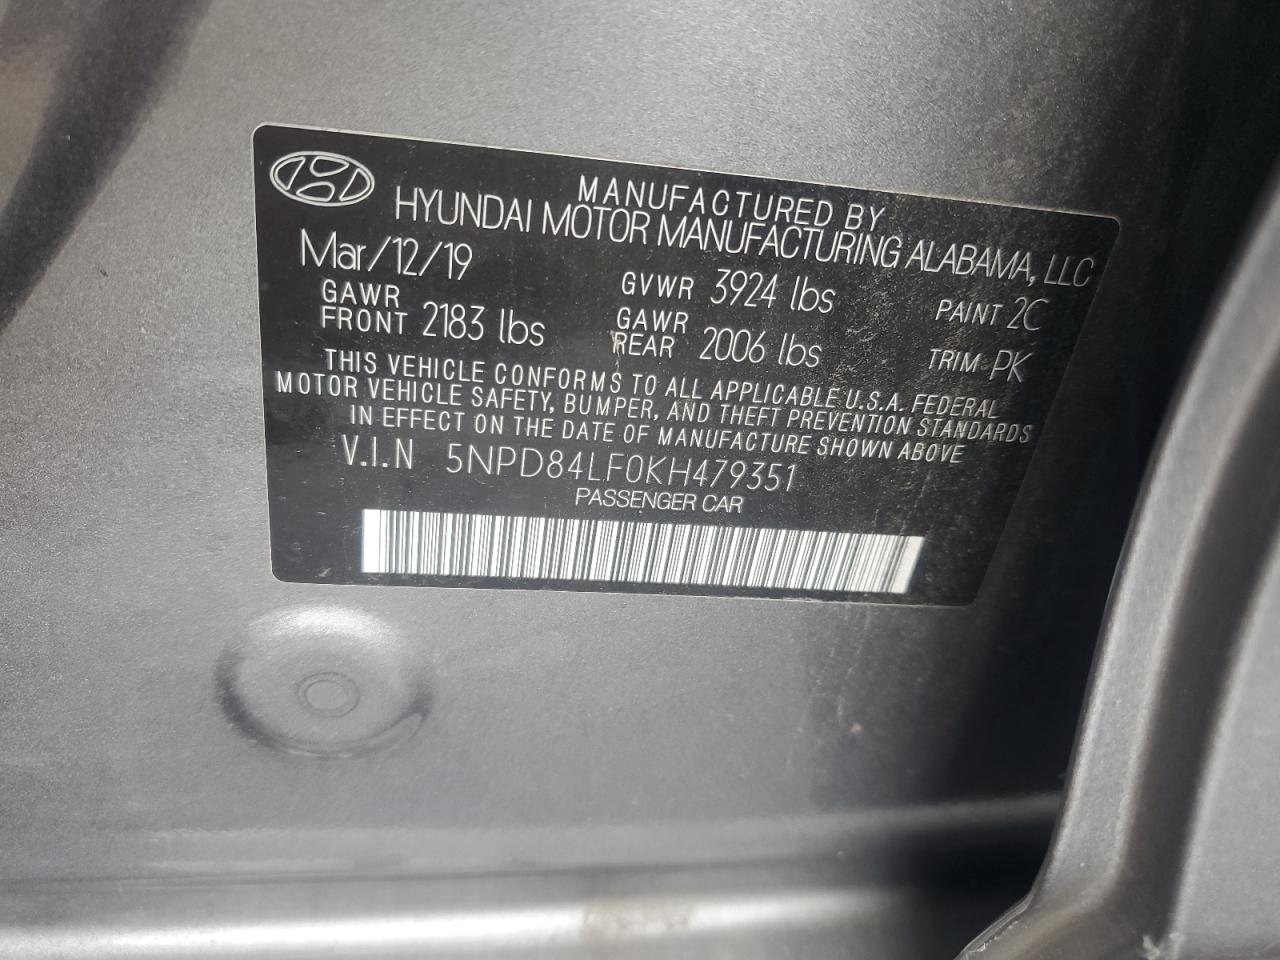 MANUFACTURED BY
HYUNDAI MOTOR MANUFACTURING ALABAMA, LLC
Mar/12/19 GVWR 3924 lbs PAINT 2C
GAWR FRONT 2183 lbs GAWR REAR 2006 lbs TRIM PK
THIS VEHICLE CONFORMS TO ALL APPLICABLE U.S.A. FEDERAL
MOTOR VEHICLE SAFETY, BUMPER, AND THEFT PREVENTION STANDARDS
IN EFFECT ON THE DATE OF MANUFACTURE SHOWN ABOVE
V.I.N 5NPD84LF0KH479351
PASSENGER CAR